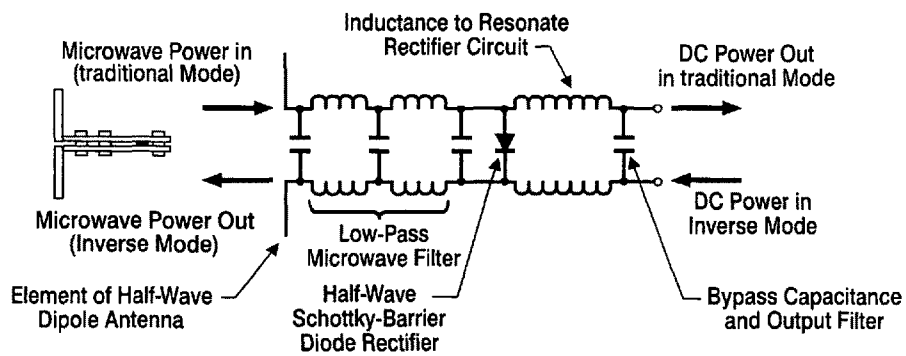 Inductance to Resonate
Rectifier Circuit
Microwave Power in
(traditional Mode)
DC Power Out
in traditional Mode
Microwave Power Out
(Inverse Mode)
DC Power in
Inverse Mode
Low-Pass
Microwave Filter
Element of Half-Wave
Dipole Antenna
Half-Wave
Schottky-Barrier
Diode Rectifier
Bypass Capacitance
and Output Filter